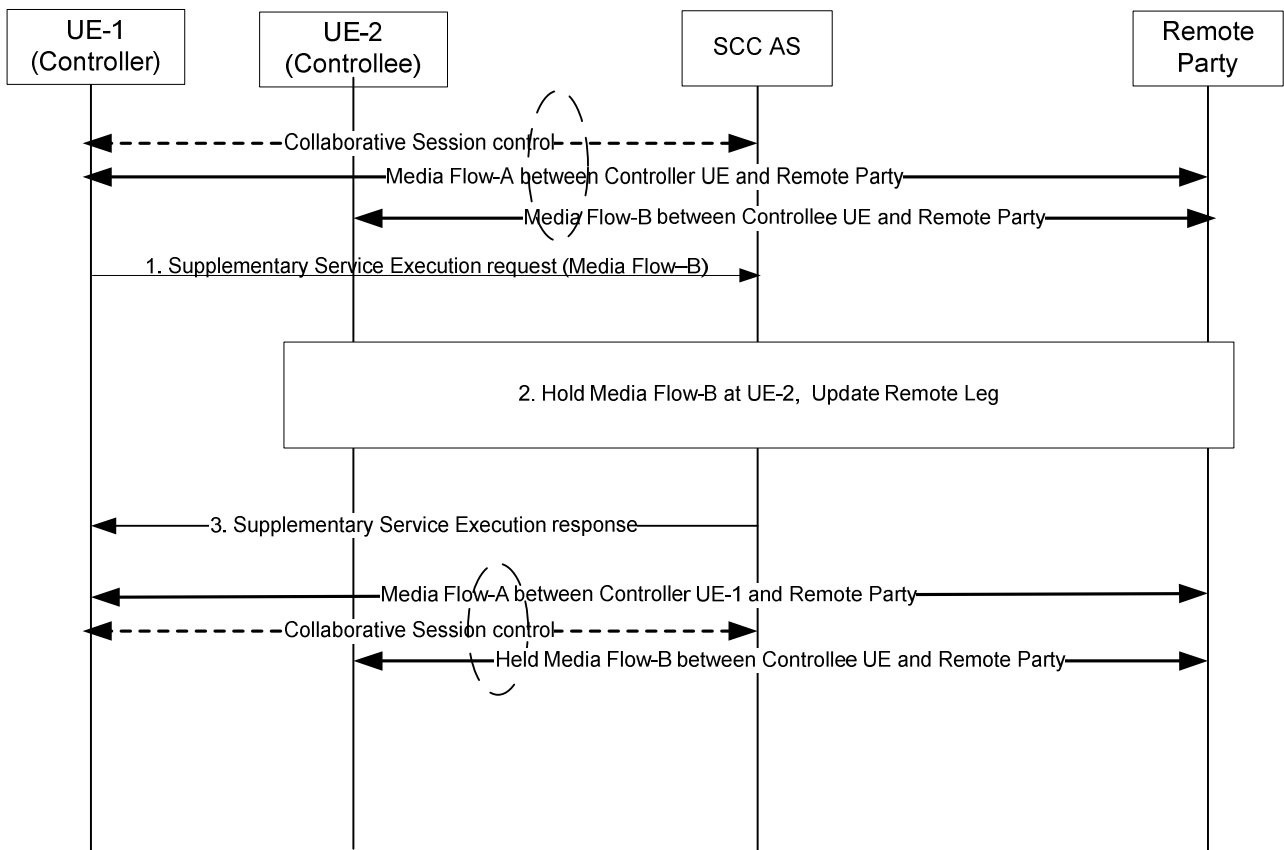 UE-1
(Controller)
UE-2
(Controllee)
SCC AS
Remote
Party
Collaborative Session control
Media Flow-A between Controller UE and Remote Party
Media Flow-B between Controllee UE and Remote Party
1. Supplementary Service Execution request (Media Flow–B)
2. Hold Media Flow-B at UE-2, Update Remote Leg
3. Supplementary Service Execution response
Media Flow-A between Controller UE-1 and Remote Party
Collaborative Session control
Held Media Flow-B between Controllee UE and Remote Party